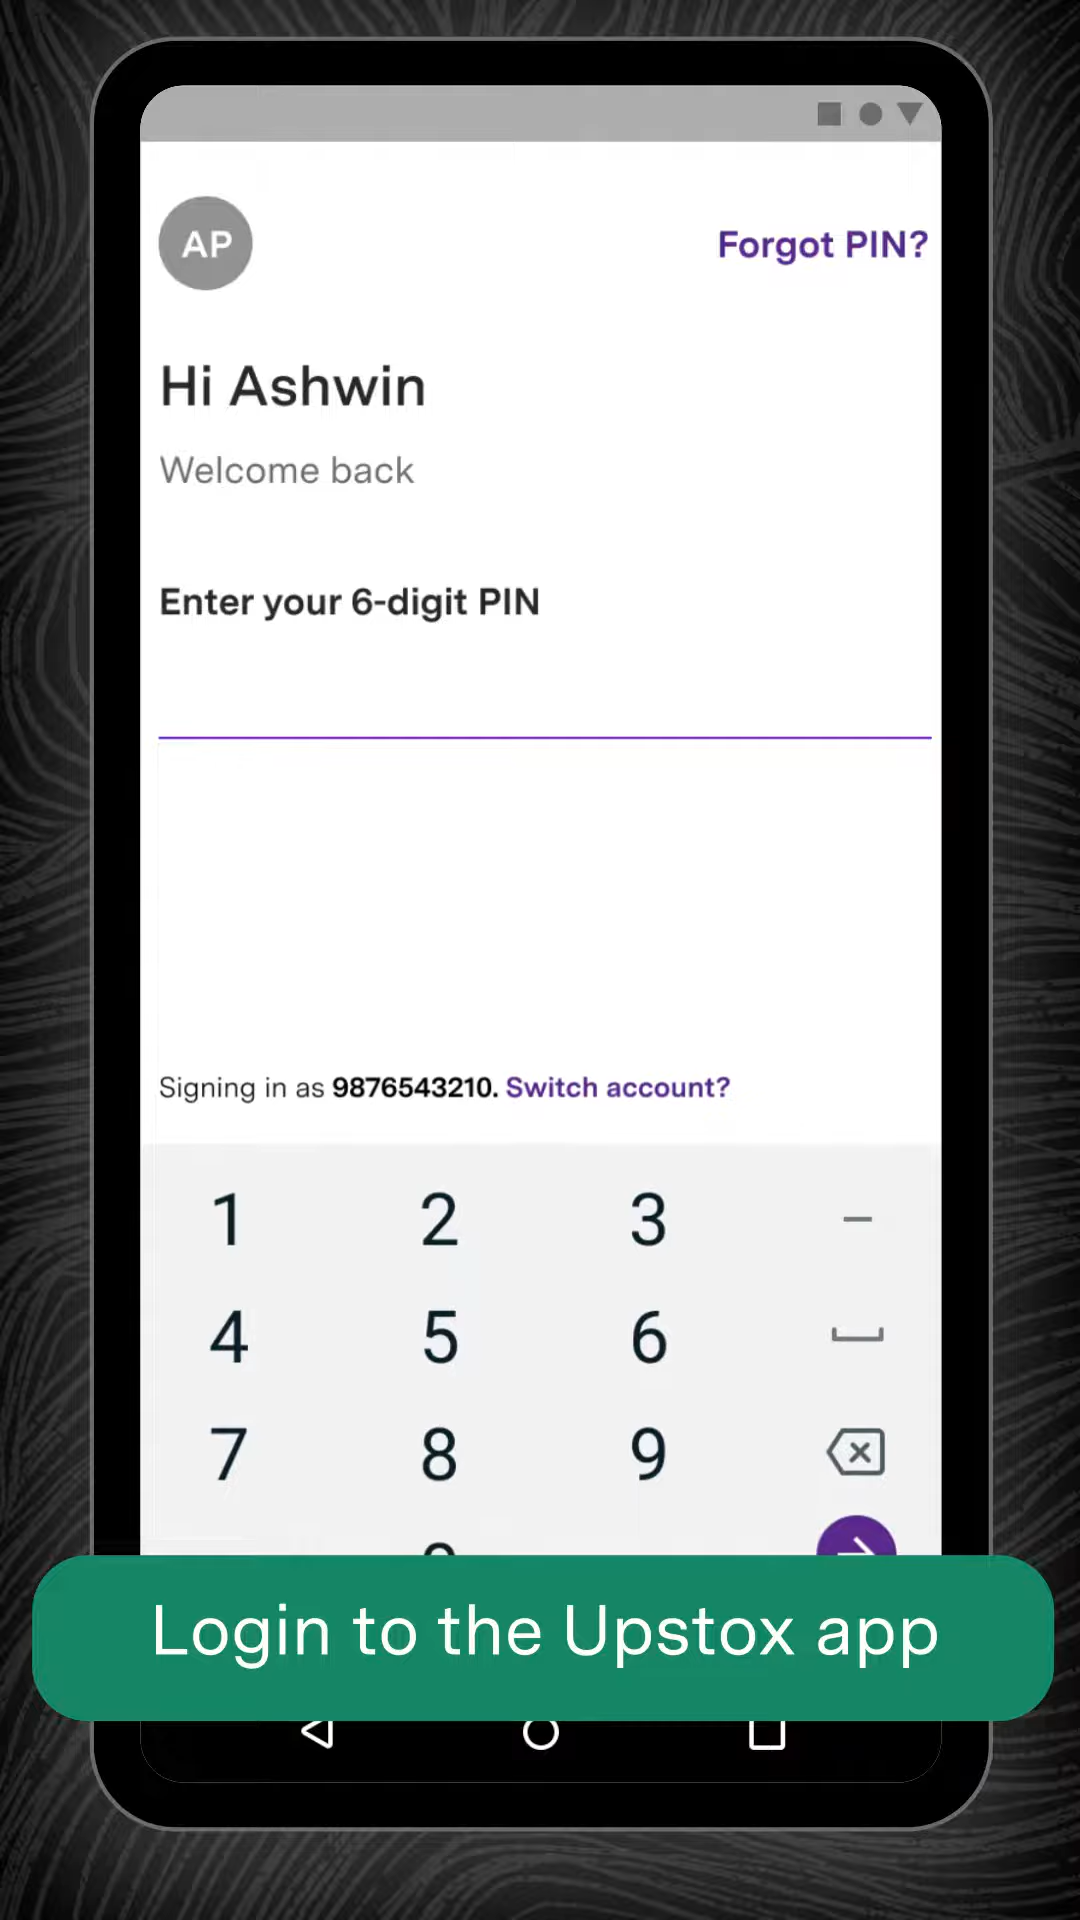 AP
Forgot PIN?
Hi Ashwin
Welcome back
Enter your 6-digit PIN
Signing in as 9876543210. Switch account?
1 2 3 –
4 5 6
7 8 9
Login to the Upstox app